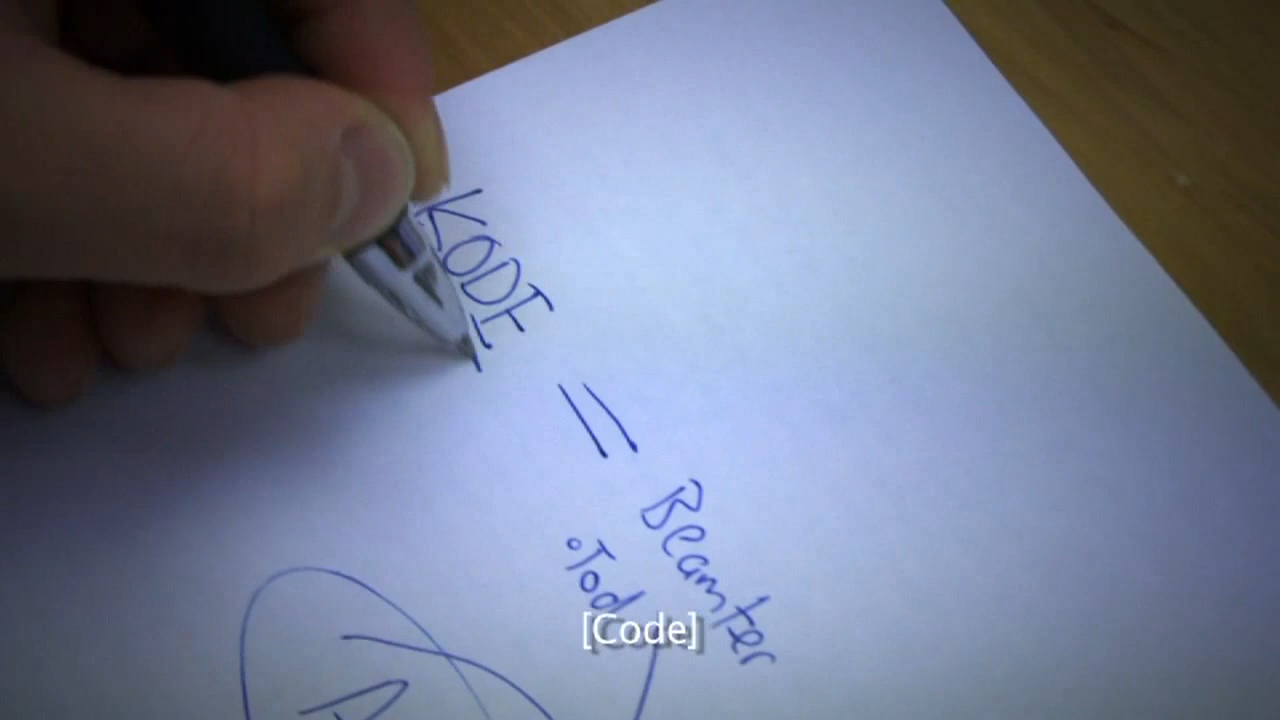 KODE
=
Beamter
.Tod
[Code]